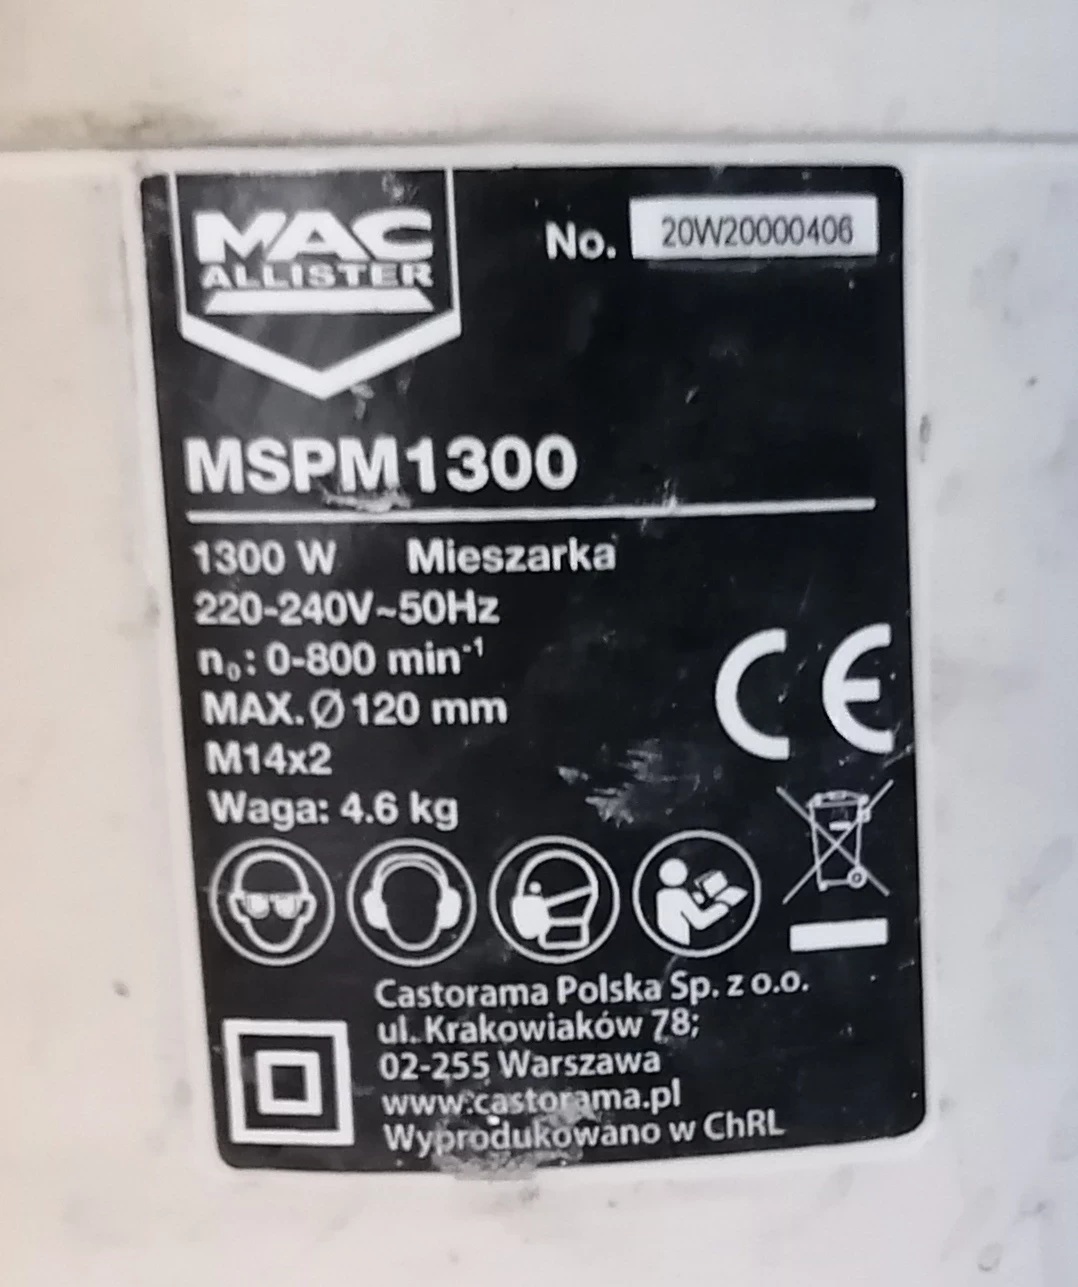 MAC
ALLISTER
No. 20W20000406
MSPM1300
1300 W Mieszarka
220-240V~50Hz
n₀: 0-800 min⁻¹
MAX. Ø 120 mm
M14x2
Waga: 4.6 kg
CE
Castorama Polska Sp. z o.o.
ul. Krakowiaków 78;
02-255 Warszawa
www.castorama.pl
Wyprodukowano w ChRL